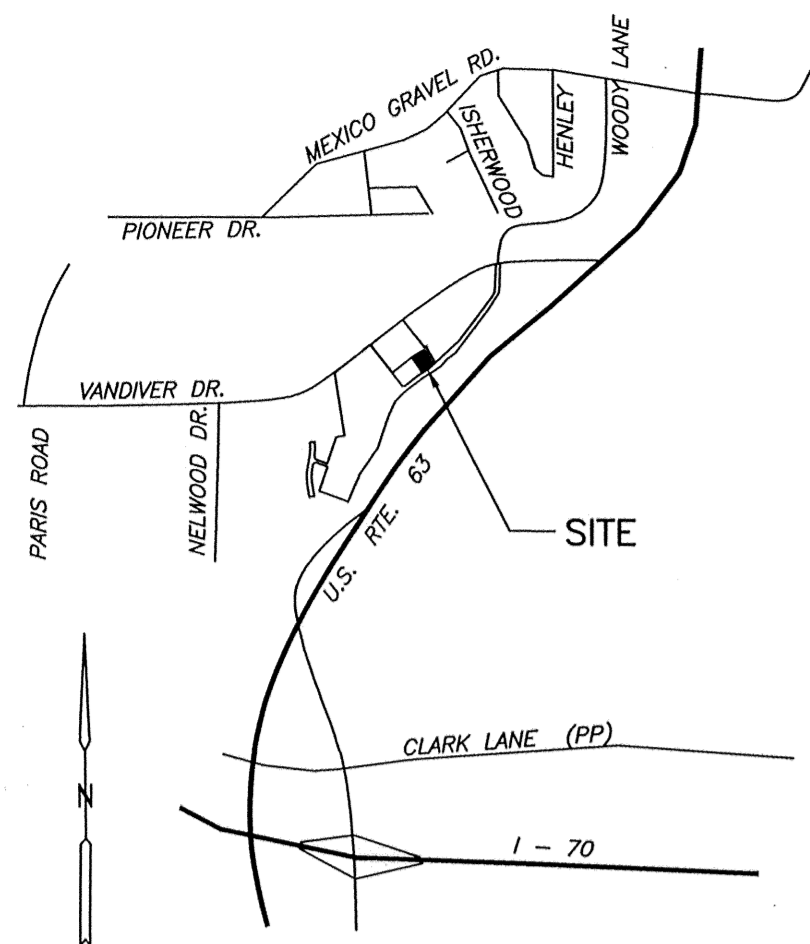 MEXICO GRAVEL RD.
WOODY LANE
ISHERWOOD
HENLEY
PIONEER DR.
VANDIVER DR.
PARIS ROAD
NELWOOD DR.
U.S. RTE. 63
SITE
CLARK LANE (PP)
N
I - 70